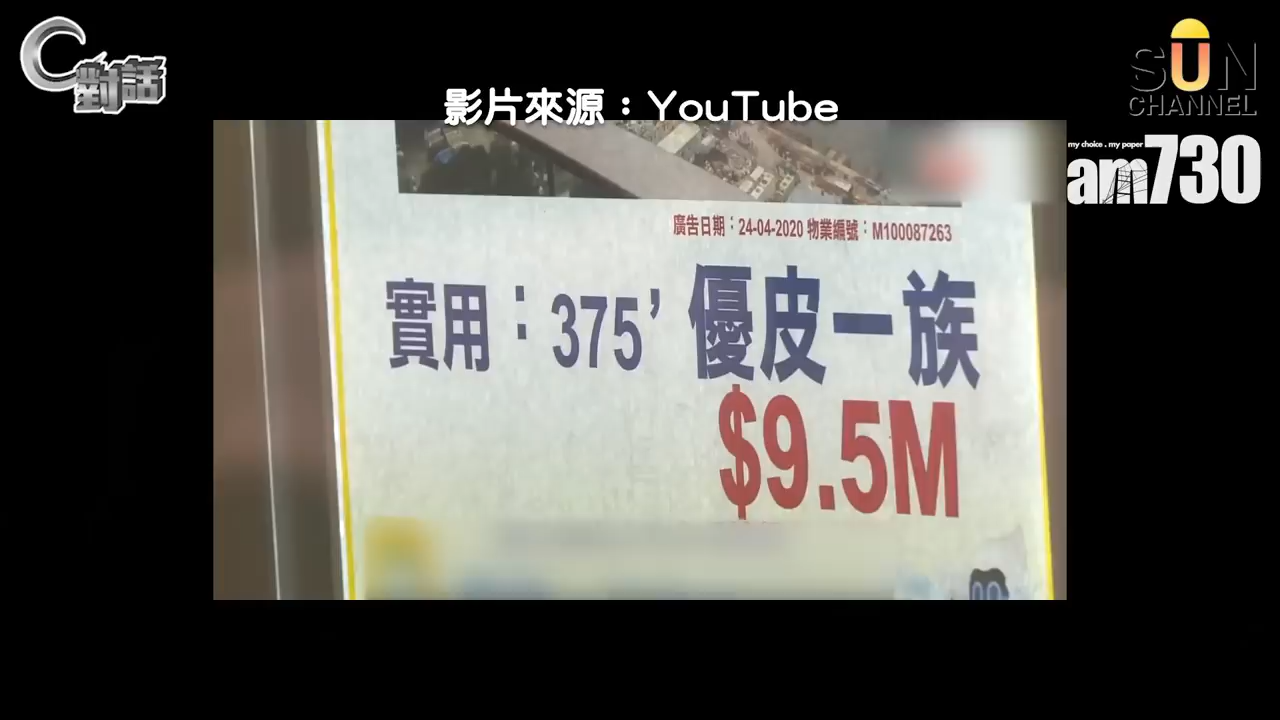 C對話
SUN
CHANNEL
影片來源：YouTube
my choice . my paper
am730
廣告日期：24-04-2020 物業編號：M100087263
實用：375’ 優皮一族
$9.5M